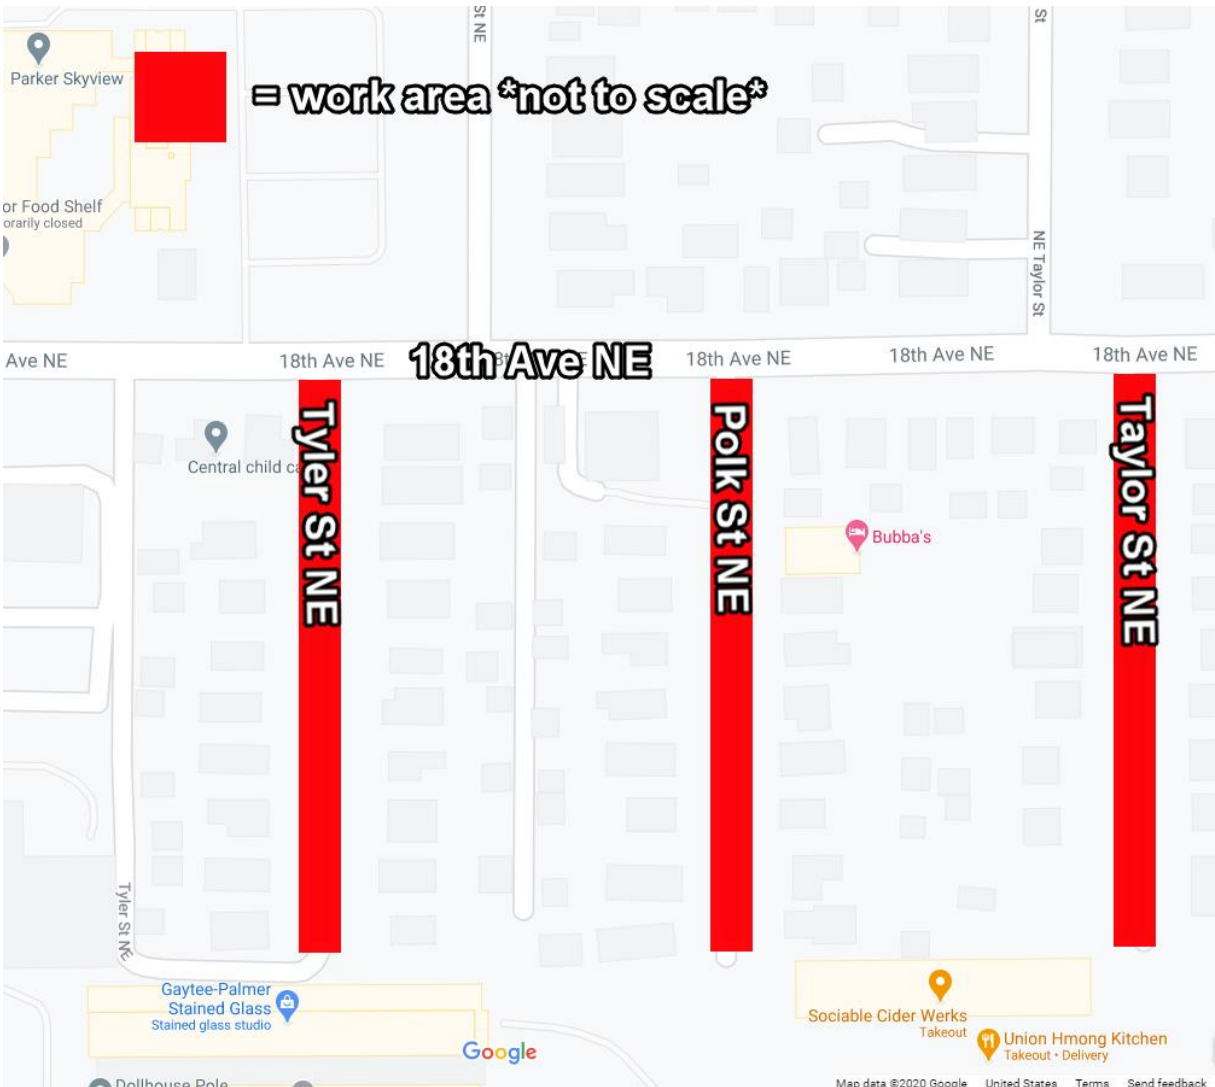 St NE
St
Parker Skyview
= work area *not to scale*
or Food Shelf
orarily closed
NE Taylor St
Ave NE
18th Ave NE
18th Ave NE
18th Ave NE
18th Ave NE
18th Ave NE
Tyler St NE
Polk St NE
Taylor St NE
Central child ca
Bubba's
Tyler St NE
Gaytee-Palmer
Stained Glass
Stained glass studio
Sociable Cider Werks
Takeout
Union Hmong Kitchen
Takeout • Delivery
Google
Dollhouse Pole
Map data ©2020 Google United States Terms Send feedback